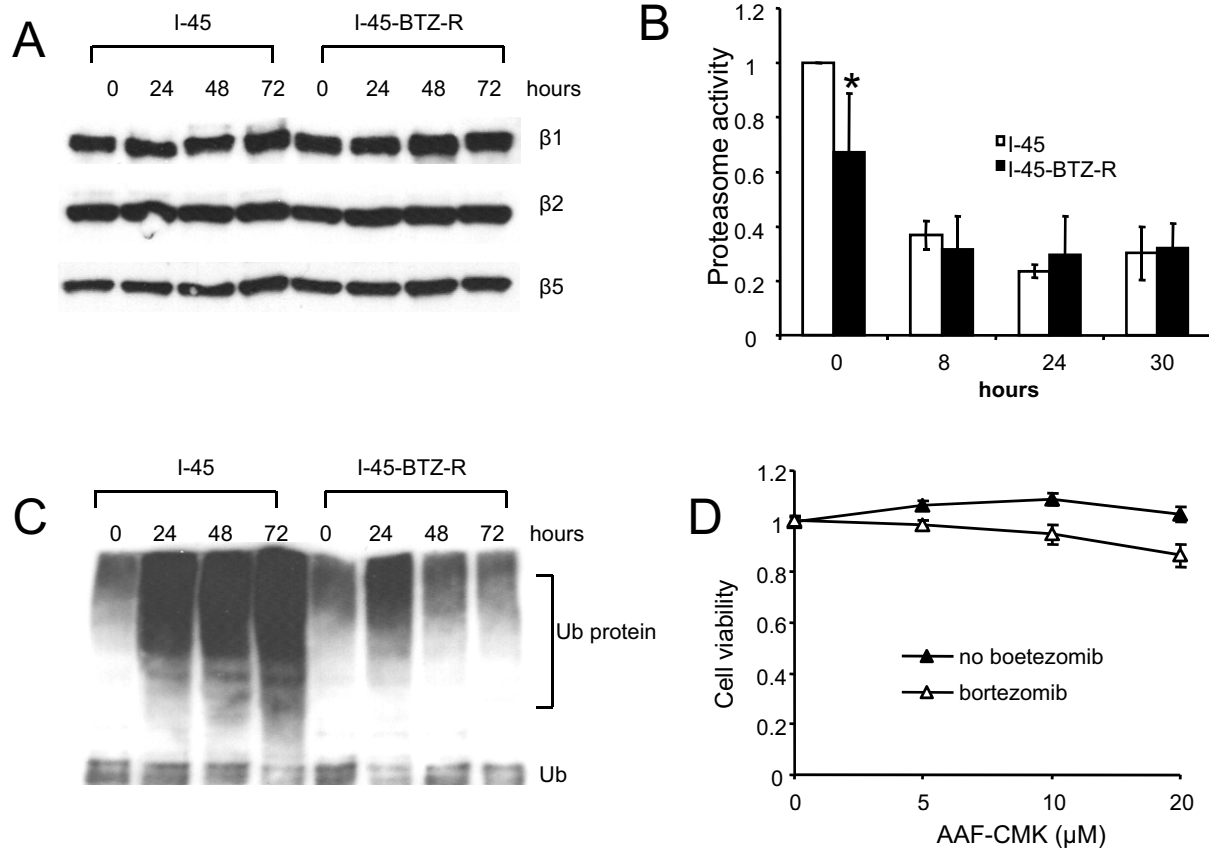 A
I-45 I-45-BTZ-R
0 24 48 72 0 24 48 72 hours
β1
β2
β5
B
Proteasome activity
1
0.8
0.6
0.4
0.2
0
*
I-45
I-45-BTZ-R
0 8 24 30
hours
C
I-45 I-45-BTZ-R
0 24 48 72 0 24 48 72 hours
Ub protein
Ub
D
Cell viability
1.2
1
0.8
0.6
0.4
0.2
0
no boetezomib
bortezomib
0 5 10 20
AAF-CMK (µM)